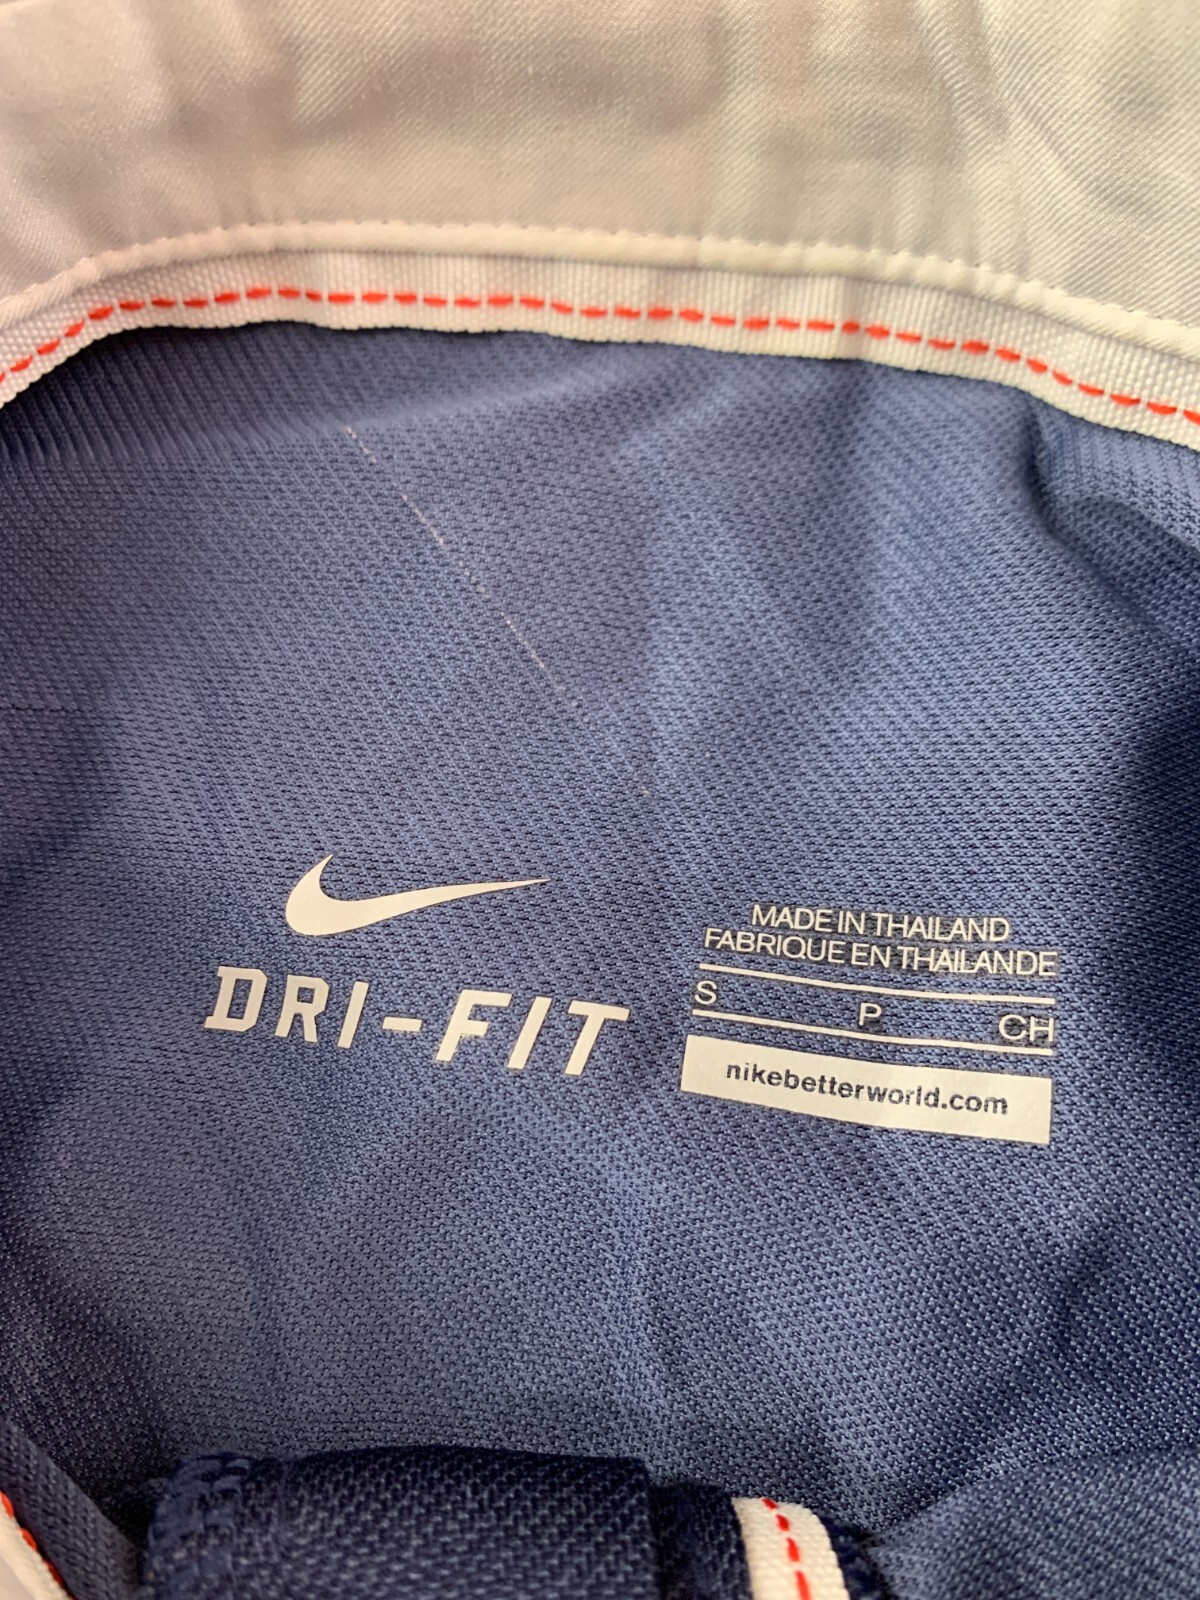 DRI-FIT
MADE IN THAILAND
FABRIQUE EN THAILANDE
S P CH
nikebetterworld.com